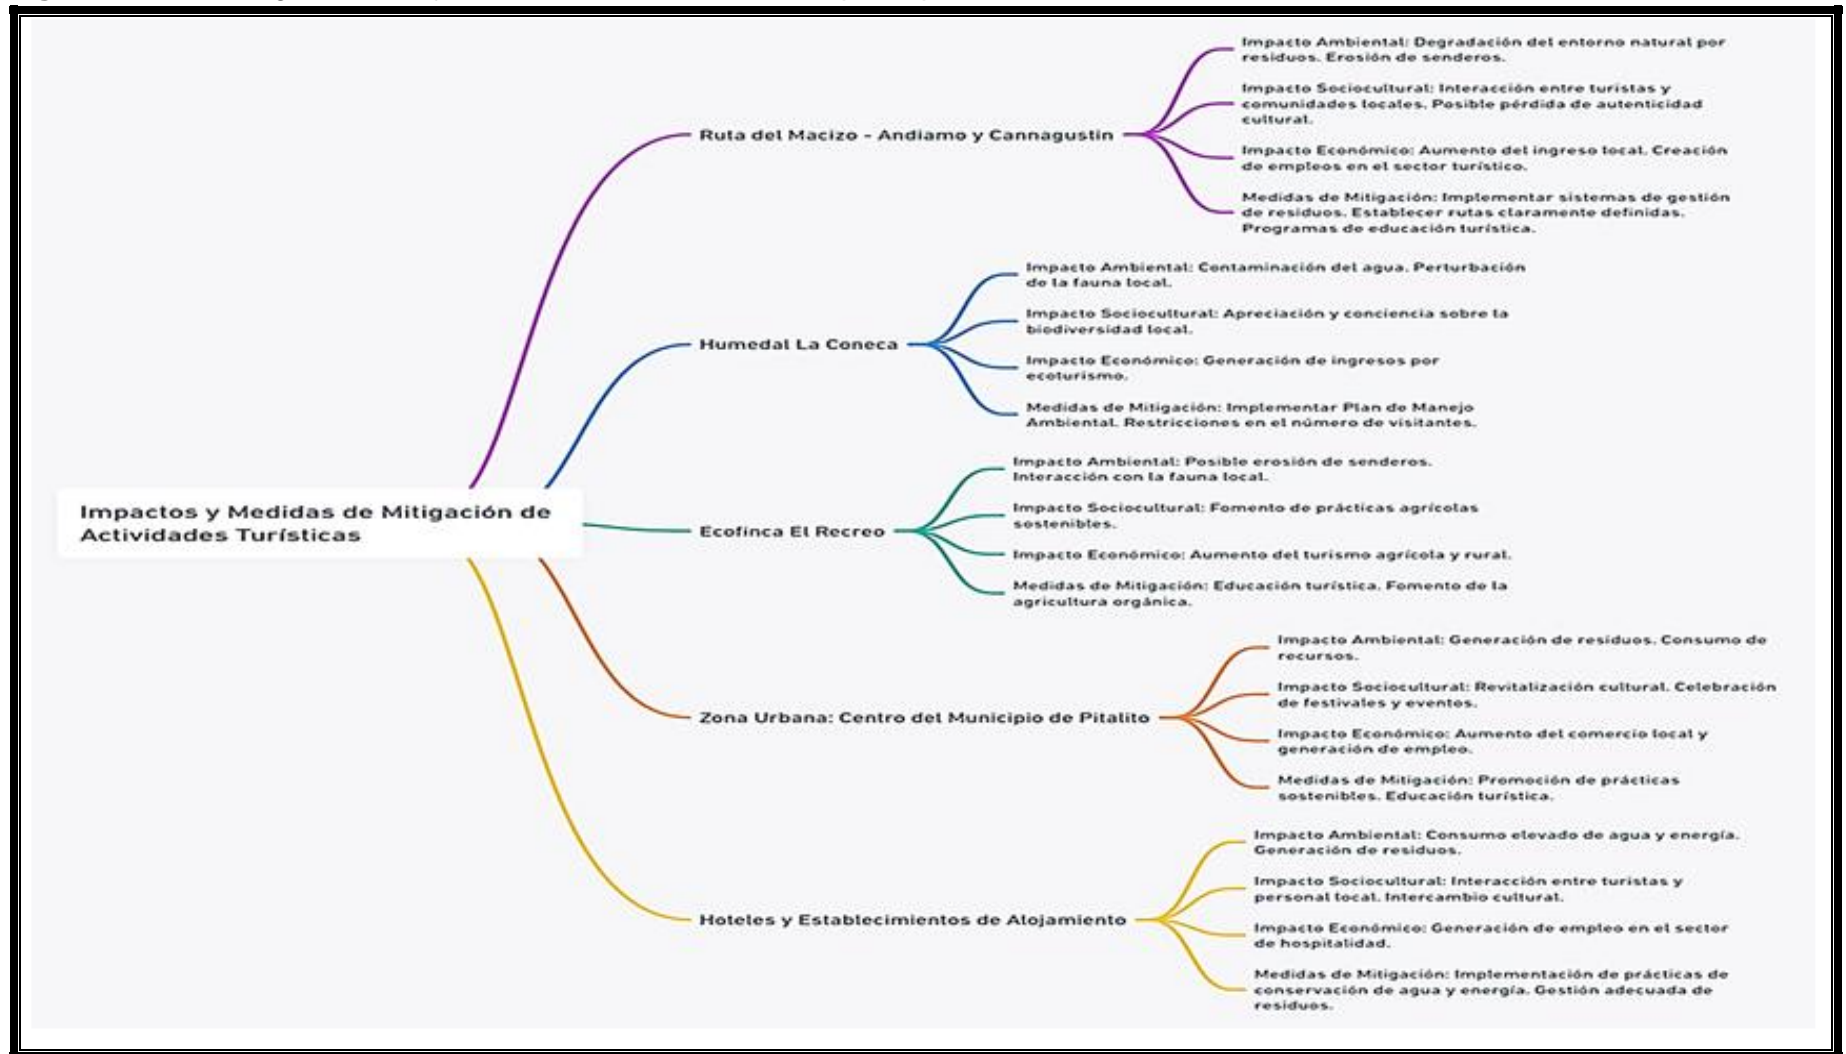 Impactos y Medidas de Mitigación de
Actividades Turísticas
Ruta del Macizo - Andiamo y Cannagustin
Impacto Ambiental: Degradación del entorno natural por
residuos. Erosión de senderos.
Impacto Sociocultural: Interacción entre turistas y
comunidades locales. Posible pérdida de autenticidad
cultural.
Impacto Económico: Aumento del ingreso local. Creación
de empleos en el sector turístico.
Medidas de Mitigación: Implementar sistemas de gestión
de residuos. Establecer rutas claramente definidas.
Programas de educación turística.
Humedal La Coneca
Impacto Ambiental: Contaminación del agua. Perturbación
de la fauna local.
Impacto Sociocultural: Apreciación y conciencia sobre la
biodiversidad local.
Impacto Económico: Generación de ingresos por
ecoturismo.
Medidas de Mitigación: Implementar Plan de Manejo
Ambiental. Restricciones en el número de visitantes.
Ecofinca El Recreo
Impacto Ambiental: Posible erosión de senderos.
Interacción con la fauna local.
Impacto Sociocultural: Fomento de prácticas agrícolas
sostenibles.
Impacto Económico: Aumento del turismo agrícola y rural.
Medidas de Mitigación: Educación turística. Fomento de la
agricultura orgánica.
Zona Urbana: Centro del Municipio de Pitalito
Impacto Ambiental: Generación de residuos. Consumo de
recursos.
Impacto Sociocultural: Revitalización cultural. Celebración
de festivales y eventos.
Impacto Económico: Aumento del comercio local y
generación de empleo.
Medidas de Mitigación: Promoción de prácticas
sostenibles. Educación turística.
Hoteles y Establecimientos de Alojamiento
Impacto Ambiental: Consumo elevado de agua y energía.
Generación de residuos.
Impacto Sociocultural: Interacción entre turistas y
personal local. Intercambio cultural.
Impacto Económico: Generación de empleo en el sector
de hospitalidad.
Medidas de Mitigación: Implementación de prácticas de
conservación de agua y energía. Gestión adecuada de
residuos.